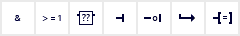 & >=1 ?? o [=]